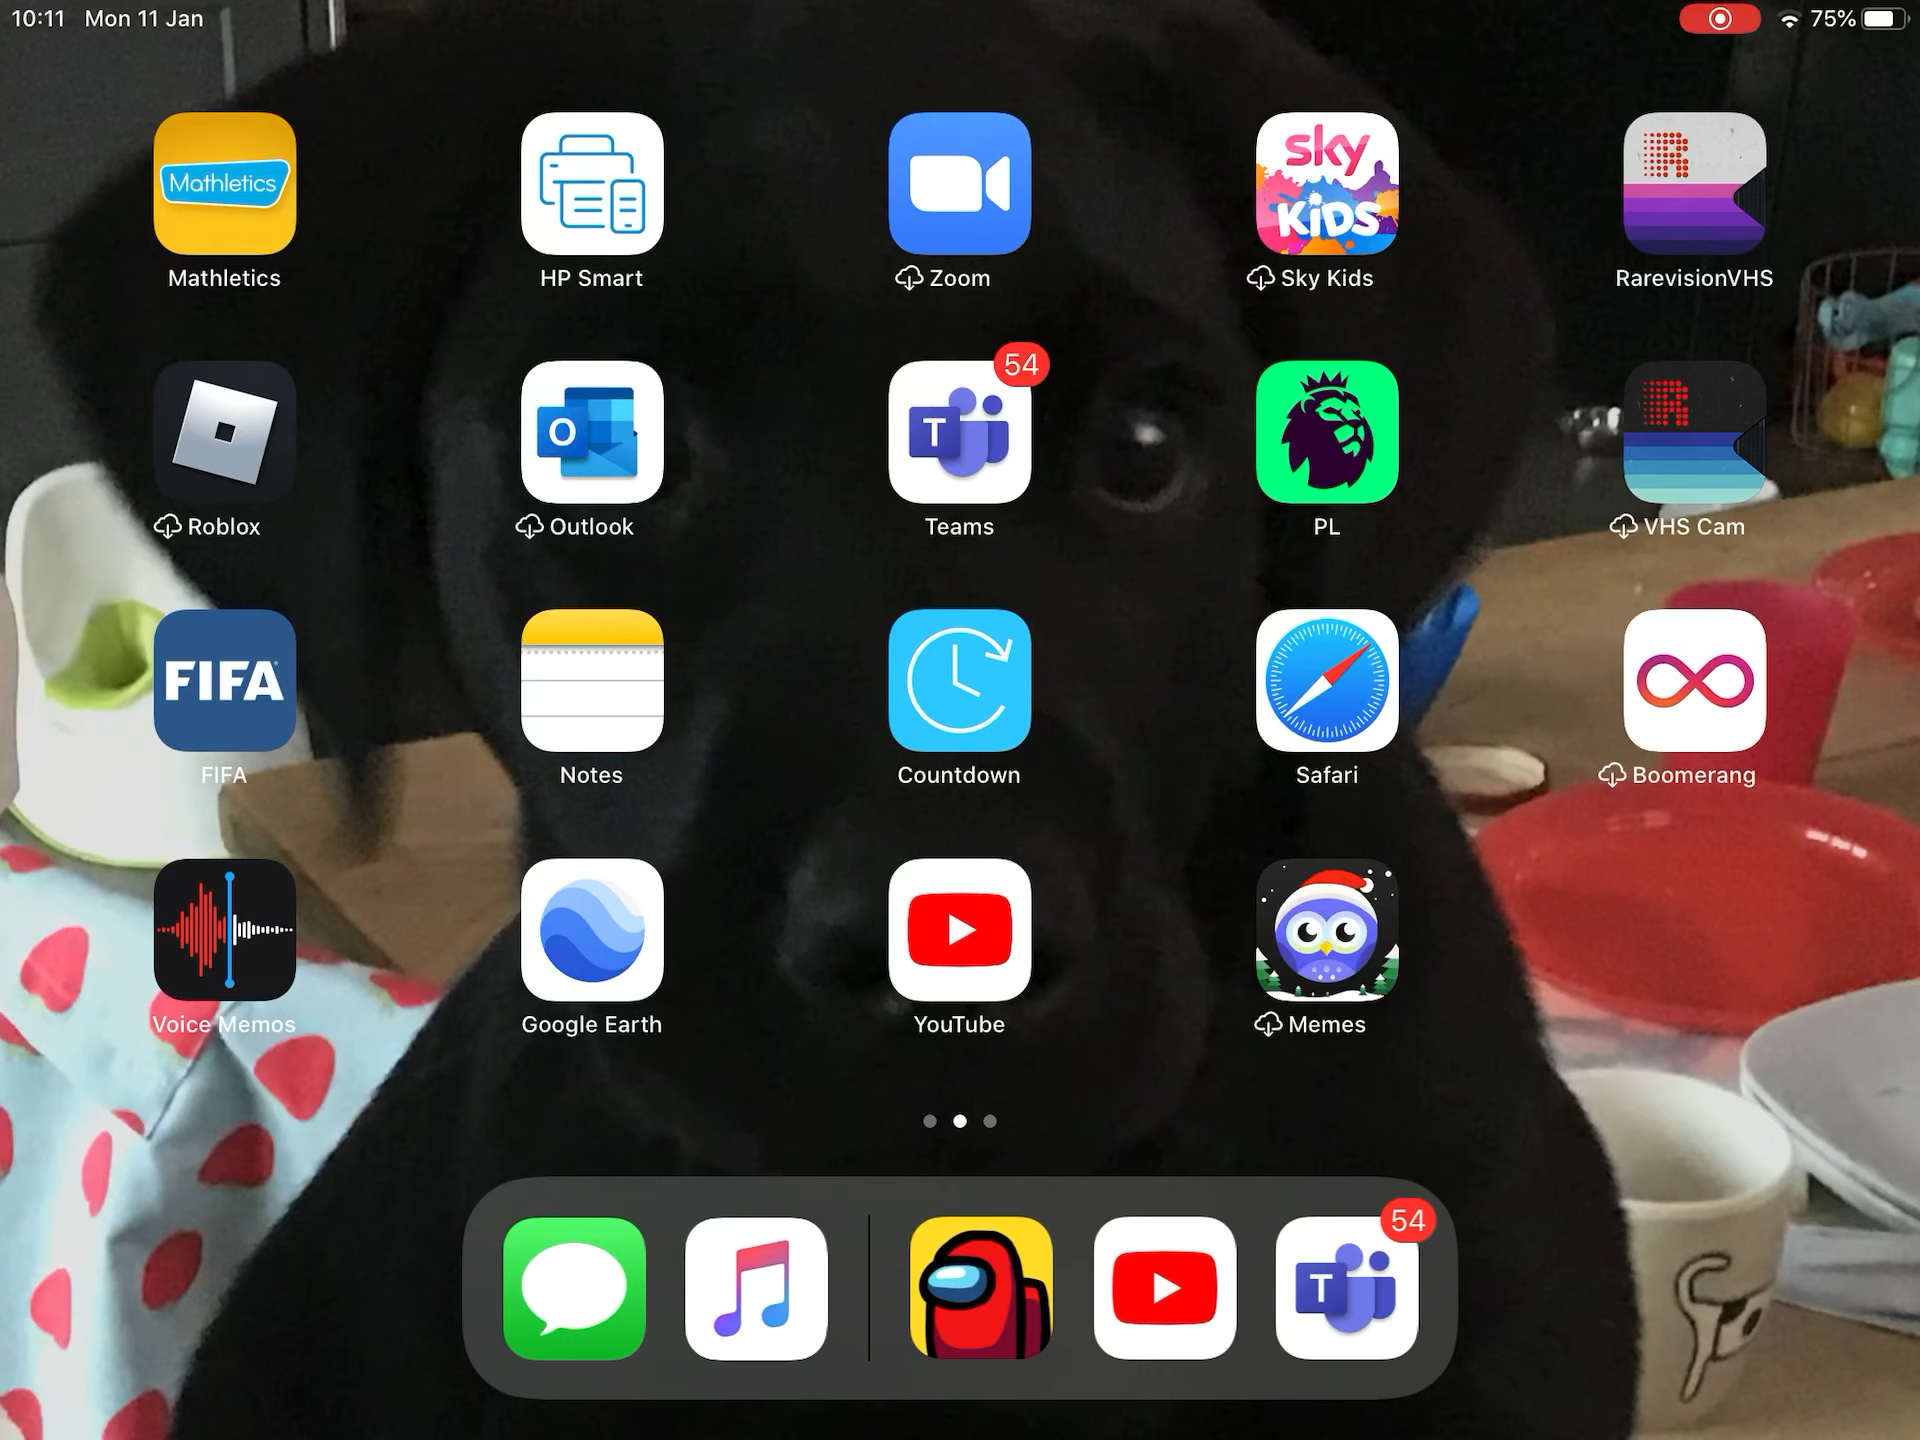 10:11 Mon 11 Jan
75%
Mathletics
sky
KiDS
R
Mathletics
HP Smart
Zoom
Sky Kids
RarevisionVHS
O
T
54
R
Roblox
Outlook
Teams
PL
VHS Cam
FIFA
FIFA
Notes
Countdown
Safari
Boomerang
Voice Memos
Google Earth
YouTube
Memes
T
54